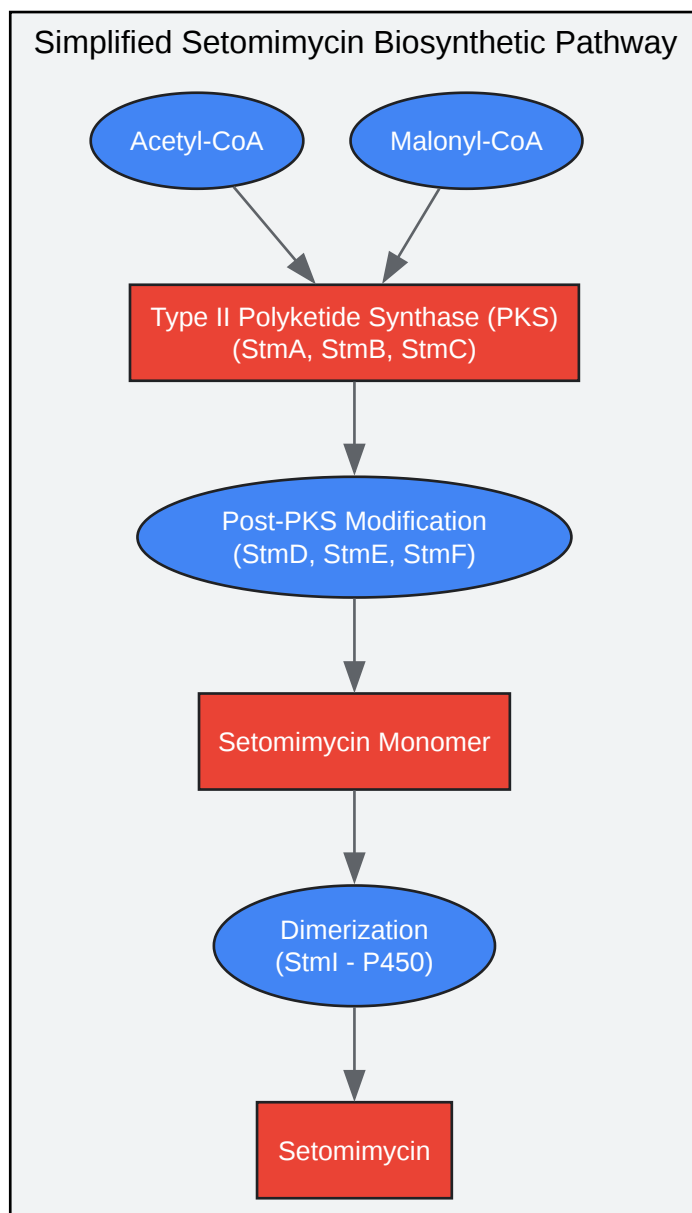 Simplified Setomimycin Biosynthetic Pathway
Acetyl-CoA
Malonyl-CoA
Type II Polyketide Synthase (PKS)
(StmA, StmB, StmC)
Post-PKS Modification
(StmD, StmE, StmF)
Setomimycin Monomer
Dimerization
(StmI - P450)
Setomimycin